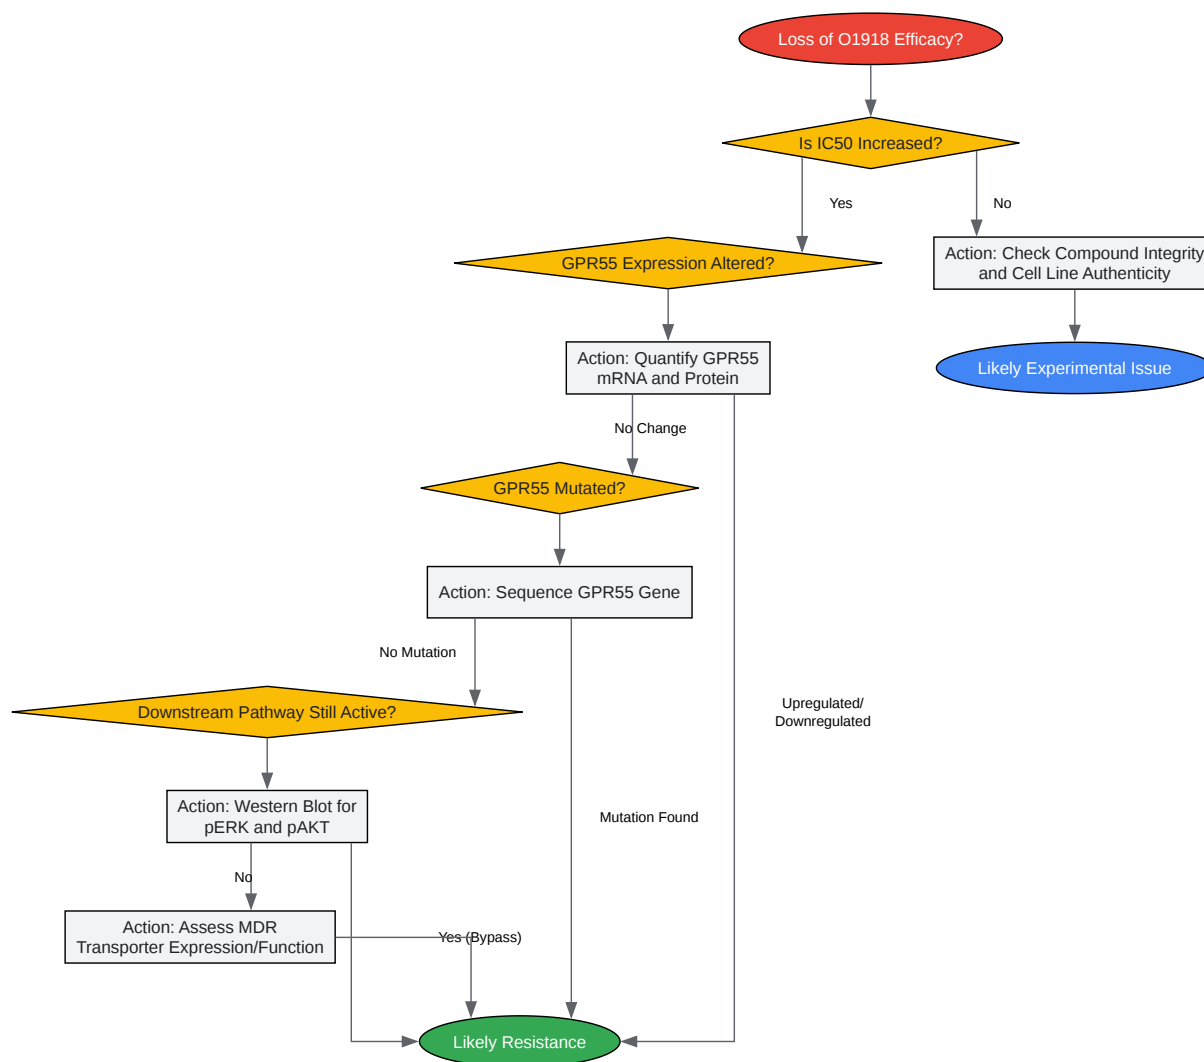 Loss of O1918 Efficacy?
Is IC50 Increased?
Yes
No
GPR55 Expression Altered?
Action: Check Compound Integrity
and Cell Line Authenticity
Action: Quantify GPR55
mRNA and Protein
Likely Experimental Issue
No Change
GPR55 Mutated?
Action: Sequence GPR55 Gene
No Mutation
Downstream Pathway Still Active?
Upregulated/
Downregulated
Action: Western Blot for
pERK and pAKT
Mutation Found
No
Action: Assess MDR
Transporter Expression/Function
Yes (Bypass)
Likely Resistance